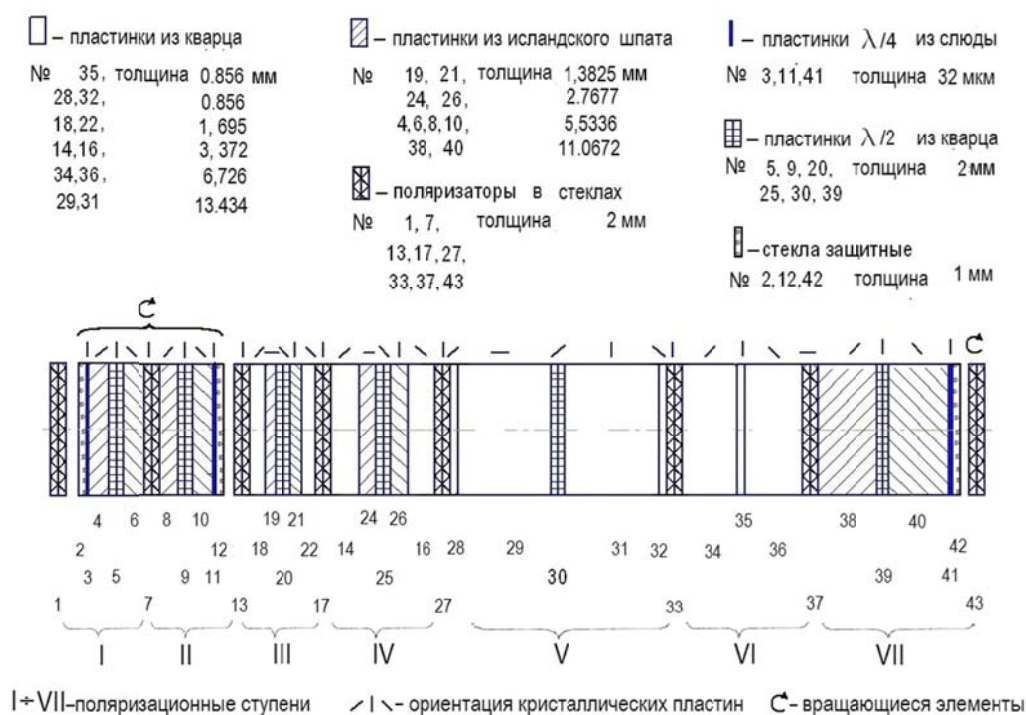 – пластинки из кварца
№ 35, толщина 0.856 мм
28,32, 0.856
18,22, 1, 695
14,16, 3, 372
34,36, 6,726
29,31 13.434
– пластинки из исландского шпата
№ 19, 21, толщина 1,3825 мм
24, 26, 2.7677
4,6,8,10, 5,5336
38, 40 11.0672
– поляризаторы в стеклах
№ 1, 7, толщина 2 мм
13,17,27,
33,37,43
– пластинки λ/4 из слюды
№ 3,11,41 толщина 32 мкм
– пластинки λ/2 из кварца
№ 5, 9, 20, толщина 2мм
25, 30, 39
– стекла защитные
№ 2,12,42 толщина 1 мм
4 6 8 10 19 21 24 26 35 38 40
2 12 18 22 14 16 28 29 31 32 34 36 42
3 5 9 11 20 25 30 39 41
1 7 13 17 27 33 37 43
I II III IV V VI VII
I÷VII–поляризационные ступени
- ориентация кристаллических пластин
- вращающиеся элементы